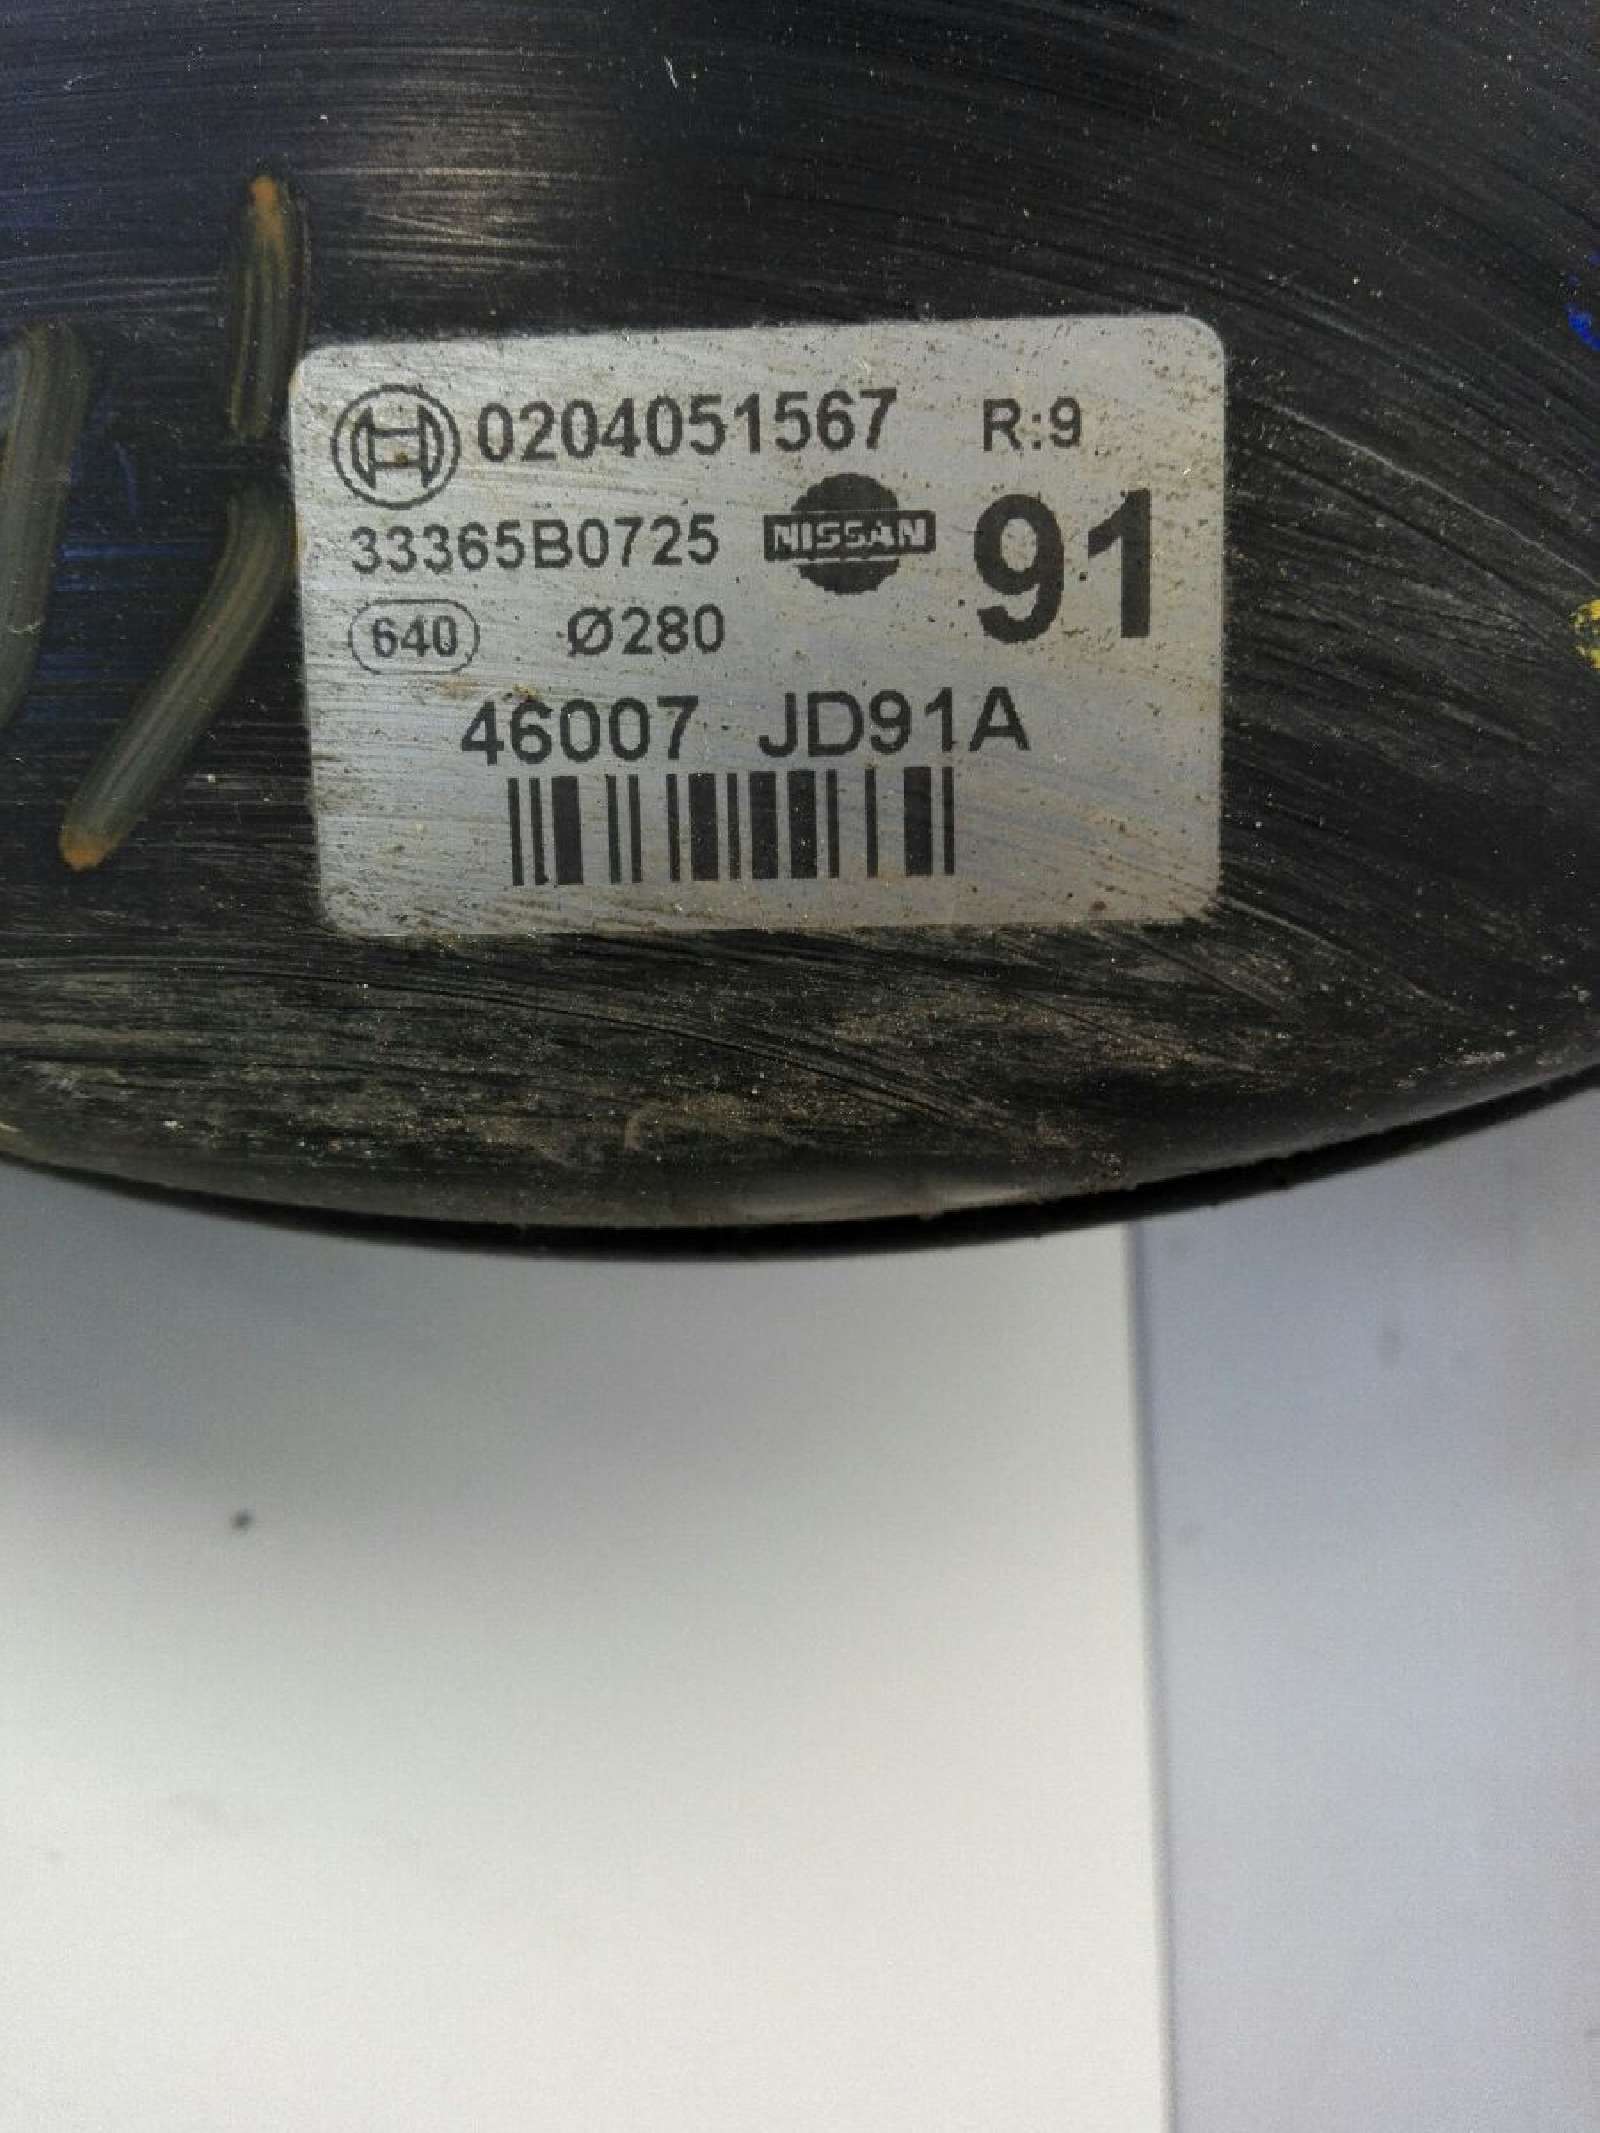 0204051567 R:9
33365B0725 NISSAN 91
640 Ø280
46007 JD91A